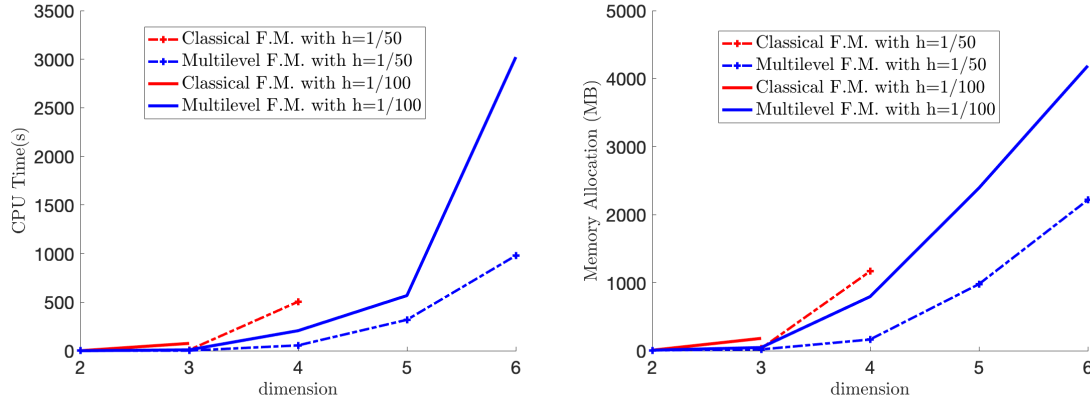 3500
3000
2500
2000
1500
1000
500
0
CPU Time(s)
Classical F.M. with h=1/50
Multilevel F.M. with h=1/50
Classical F.M. with h=1/100
Multilevel F.M. with h=1/100
2 3 4 5 6
dimension
5000
4000
3000
2000
1000
0
Memory Allocation (MB)
Classical F.M. with h=1/50
Multilevel F.M. with h=1/50
Classical F.M. with h=1/100
Multilevel F.M. with h=1/100
2 3 4 5 6
dimension